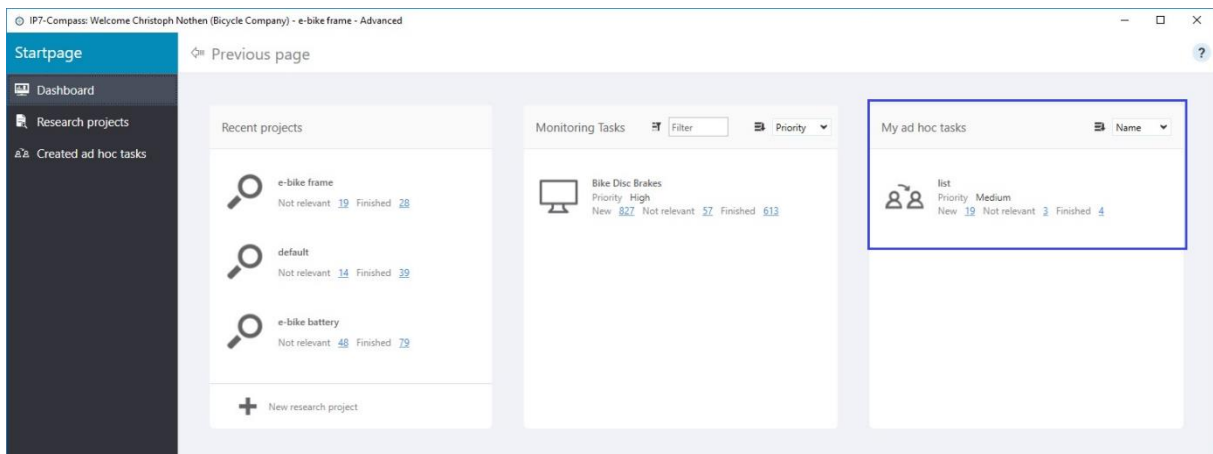 IP7-Compass: Welcome Christoph Nothen (Bicycle Company) - e-bike frame - Advanced
Startpage
Previous page
?
Dashboard
Research projects
Created ad hoc tasks
Recent projects
e-bike frame
Not relevant 19 Finished 28
default
Not relevant 14 Finished 39
e-bike battery
Not relevant 48 Finished 79
New research project
Monitoring Tasks Filter Priority
Bike Disc Brakes
Priority High
New 827 Not relevant 57 Finished 613
My ad hoc tasks Name
list
Priority Medium
New 19 Not relevant 3 Finished 4